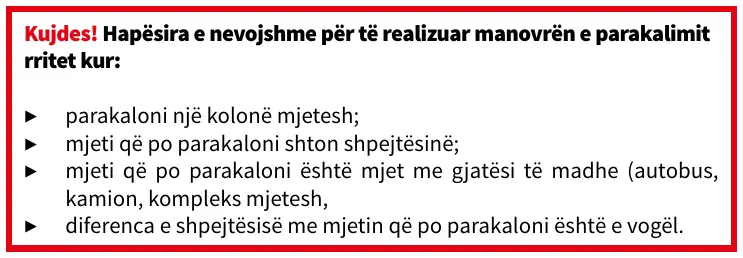 Kujdes! Hapësira e nevojshme për të realizuar manovrën e parakalimit
rritet kur:
► parakaloni një kolonë mjetesh;
► mjeti që po parakaloni shton shpejtësinë;
► mjeti që po parakaloni është mjet me gjatësi të madhe (autobus,
kamion, kompleks mjetesh,
► diferenca e shpejtësisë me mjetin që po parakaloni është e vogël.